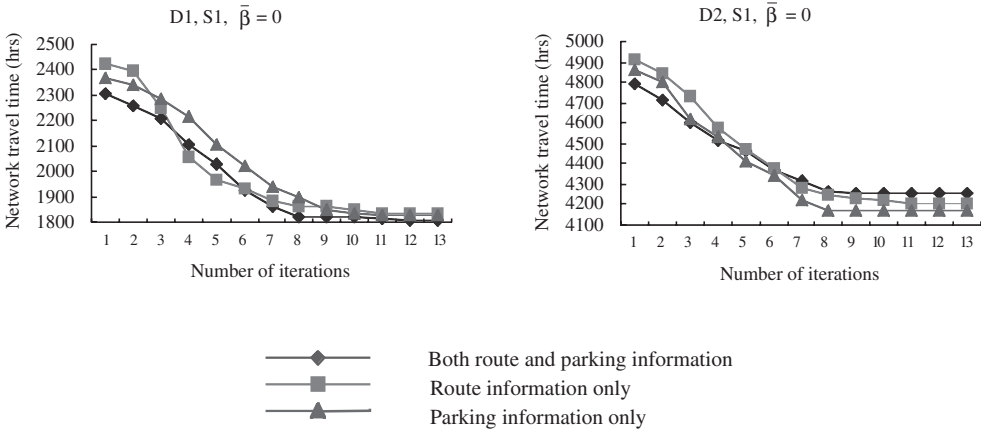 D1, S1, β̄ = 0
Network travel time (hrs)
2500
2400
2300
2200
2100
2000
1900
1800
1 2 3 4 5 6 7 8 9 10 11 12 13
Number of iterations
D2, S1, β̄ = 0
Network travel time (hrs)
5000
4900
4800
4700
4600
4500
4400
4300
4200
4100
1 2 3 4 5 6 7 8 9 10 11 12 13
Number of iterations
Both route and parking information
Route information only
Parking information only